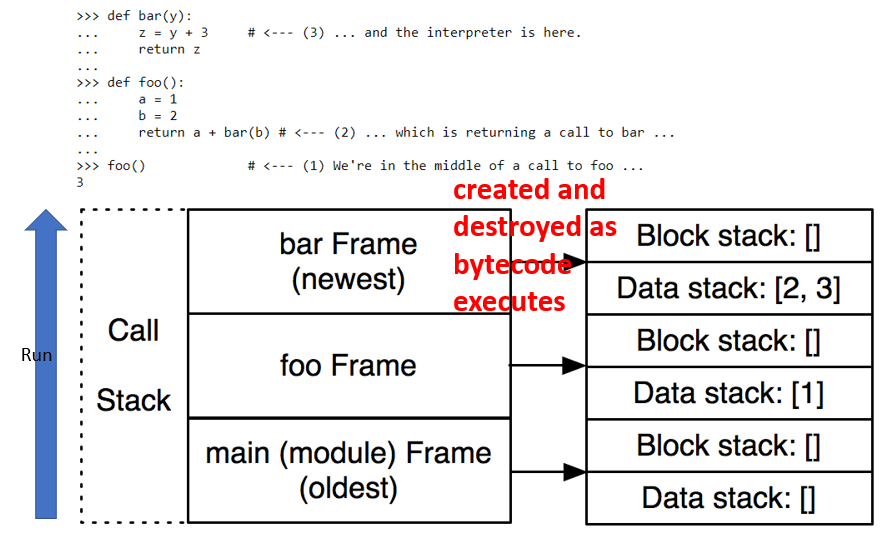 >>> def bar(y):
...     z = y + 3     # <--- (3) ... and the interpreter is here.
...     return z
...
>>> def foo():
...     a = 1
...     b = 2
...     return a + bar(b) # <--- (2) ... which is returning a call to bar ...
...
>>> foo()             # <--- (1) We're in the middle of a call to foo ...
3
created and
destroyed as
bytecode
executes
Run
Call
Stack
bar Frame
(newest)
foo Frame
main (module) Frame
(oldest)
Block stack: []
Data stack: [2, 3]
Block stack: []
Data stack: [1]
Block stack: []
Data stack: []